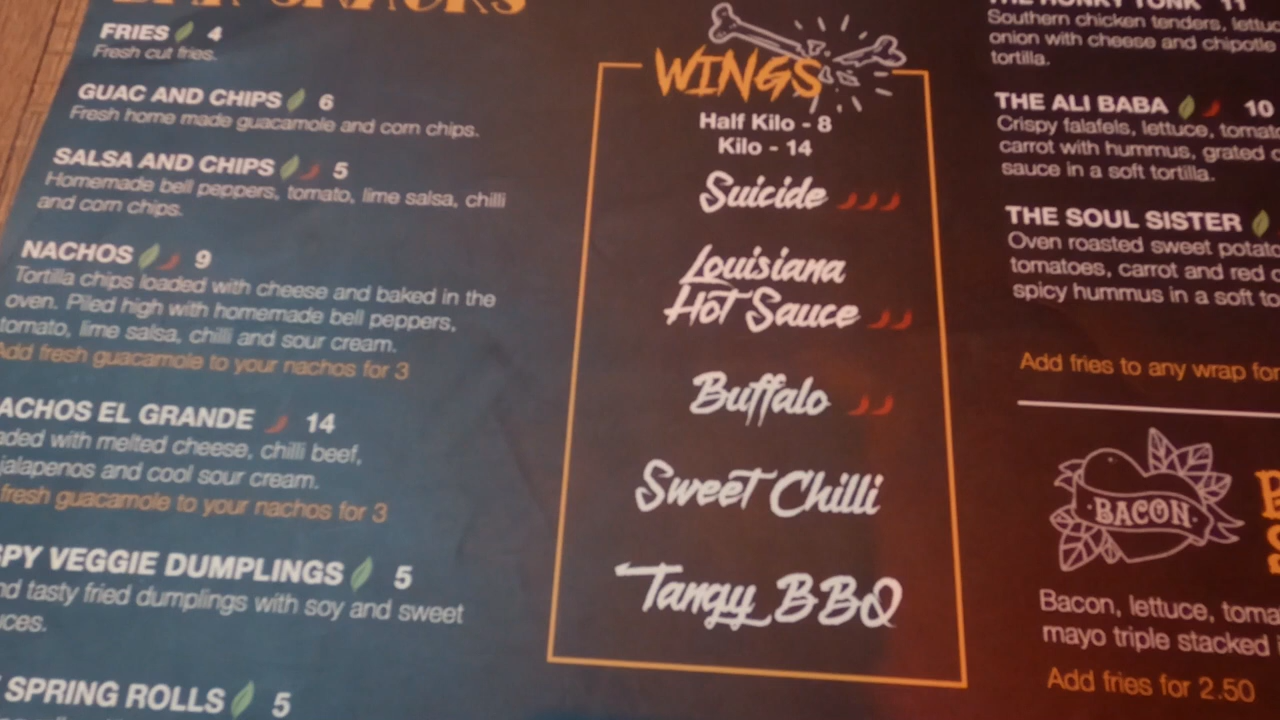 FRIES 4
Fresh cut fries.
GUAC AND CHIPS 6
Fresh home made guacamole and corn chips.
SALSA AND CHIPS 5
Homemade bell peppers, tomato, lime salsa, chilli
and corn chips.
NACHOS 9
Tortilla chips loaded with cheese and baked in the
oven. Piled high with homemade bell peppers,
tomato, lime salsa, chilli and sour cream.
Add fresh guacamole to your nachos for 3
ACHOS EL GRANDE 14
aded with melted cheese, chilli beef,
jalapenos and cool sour cream.
fresh guacamole to your nachos for 3
SPY VEGGIE DUMPLINGS 5
nd tasty fried dumplings with soy and sweet
uces.
SPRING ROLLS 5
WINGS
Half Kilo - 8
Kilo - 14
Suicide
Louisiana
Hot Sauce
Buffalo
Sweet Chilli
Tangy BBQ
THE HONKY TONK 11
Southern chicken tenders, lettuc
onion with cheese and chipotle
tortilla.
THE ALI BABA 10
Crispy falafels, lettuce, tomat
carrot with hummus, grated c
sauce in a soft tortilla.
THE SOUL SISTER
Oven roasted sweet potato
tomatoes, carrot and red c
spicy hummus in a soft to
Add fries to any wrap for
BACON
Bacon, lettuce, toma
mayo triple stacked
Add fries for 2.50